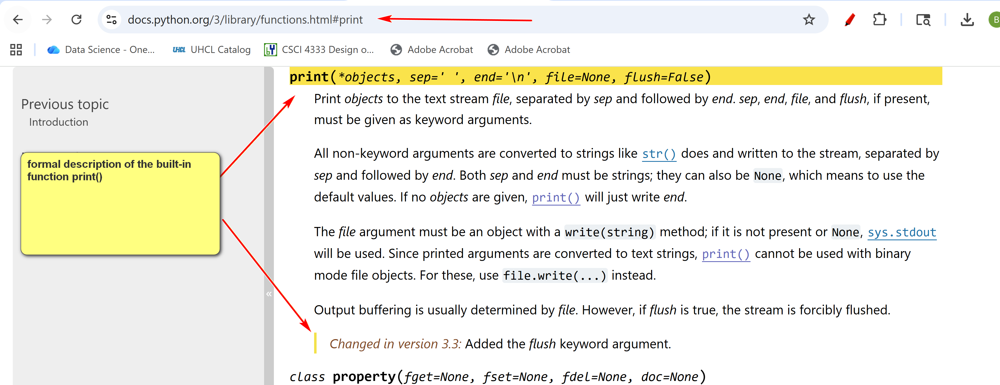 docs.python.org/3/library/functions.html#print
B
Data Science - One...
UHCL UHCL Catalog
bY CSCI 4333 Design o...
Adobe Acrobat
Adobe Acrobat
Previous topic
Introduction
formal description of the built-in
function print()
«
print(*objects, sep=' ', end='\n', file=None, flush=False)
Print objects to the text stream file, separated by sep and followed by end. sep, end, file, and flush, if present,
must be given as keyword arguments.
All non-keyword arguments are converted to strings like str() does and written to the stream, separated by
sep and followed by end. Both sep and end must be strings; they can also be None, which means to use the
default values. If no objects are given, print() will just write end.
The file argument must be an object with a write(string) method; if it is not present or None, sys.stdout
will be used. Since printed arguments are converted to text strings, print() cannot be used with binary
mode file objects. For these, use file.write(...) instead.
Output buffering is usually determined by file. However, if flush is true, the stream is forcibly flushed.
Changed in version 3.3: Added the flush keyword argument.
class property(fget=None, fset=None, fdel=None, doc=None)